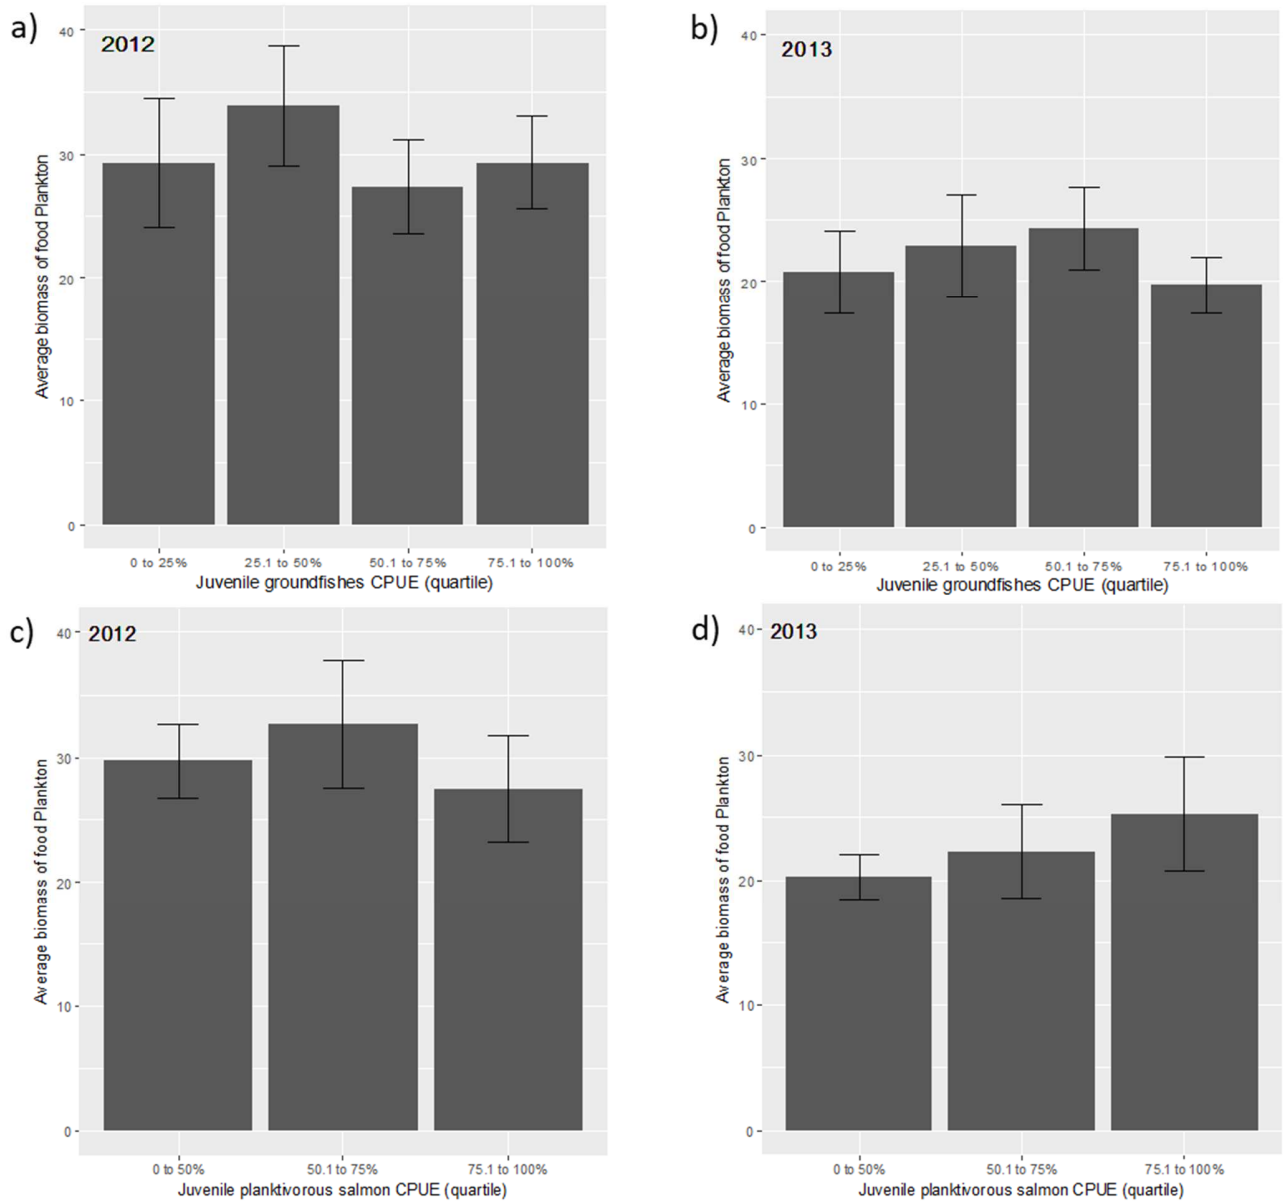 a)
2012
40
30
20
10
0
Average biomass of food Plankton
0 to 25%
25.1 to 50%
50.1 to 75%
75.1 to 100%
Juvenile groundfishes CPUE (quartile)
b)
2013
40
30
20
10
0
Average biomass of food Plankton
0 to 25%
25.1 to 50%
50.1 to 75%
75.1 to 100%
Juvenile groundfishes CPUE (quartile)
c)
2012
40
30
20
10
0
Average biomass of food Plankton
0 to 50%
50.1 to 75%
75.1 to 100%
Juvenile planktivorous salmon CPUE (quartile)
d)
2013
40
30
20
10
0
Average biomass of food Plankton
0 to 50%
50.1 to 75%
75.1 to 100%
Juvenile planktivorous salmon CPUE (quartile)